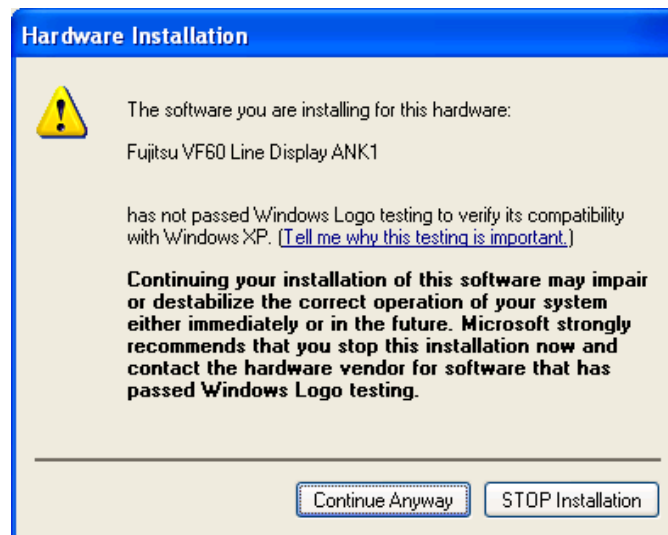 Hardware Installation
The software you are installing for this hardware:
Fujitsu VF60 Line Display ANK1
has not passed Windows Logo testing to verify its compatibility
with Windows XP. (Tell me why this testing is important.)
Continuing your installation of this software may impair
or destabilize the correct operation of your system
either immediately or in the future. Microsoft strongly
recommends that you stop this installation now and
contact the hardware vendor for software that has
passed Windows Logo testing.
Continue Anyway STOP Installation